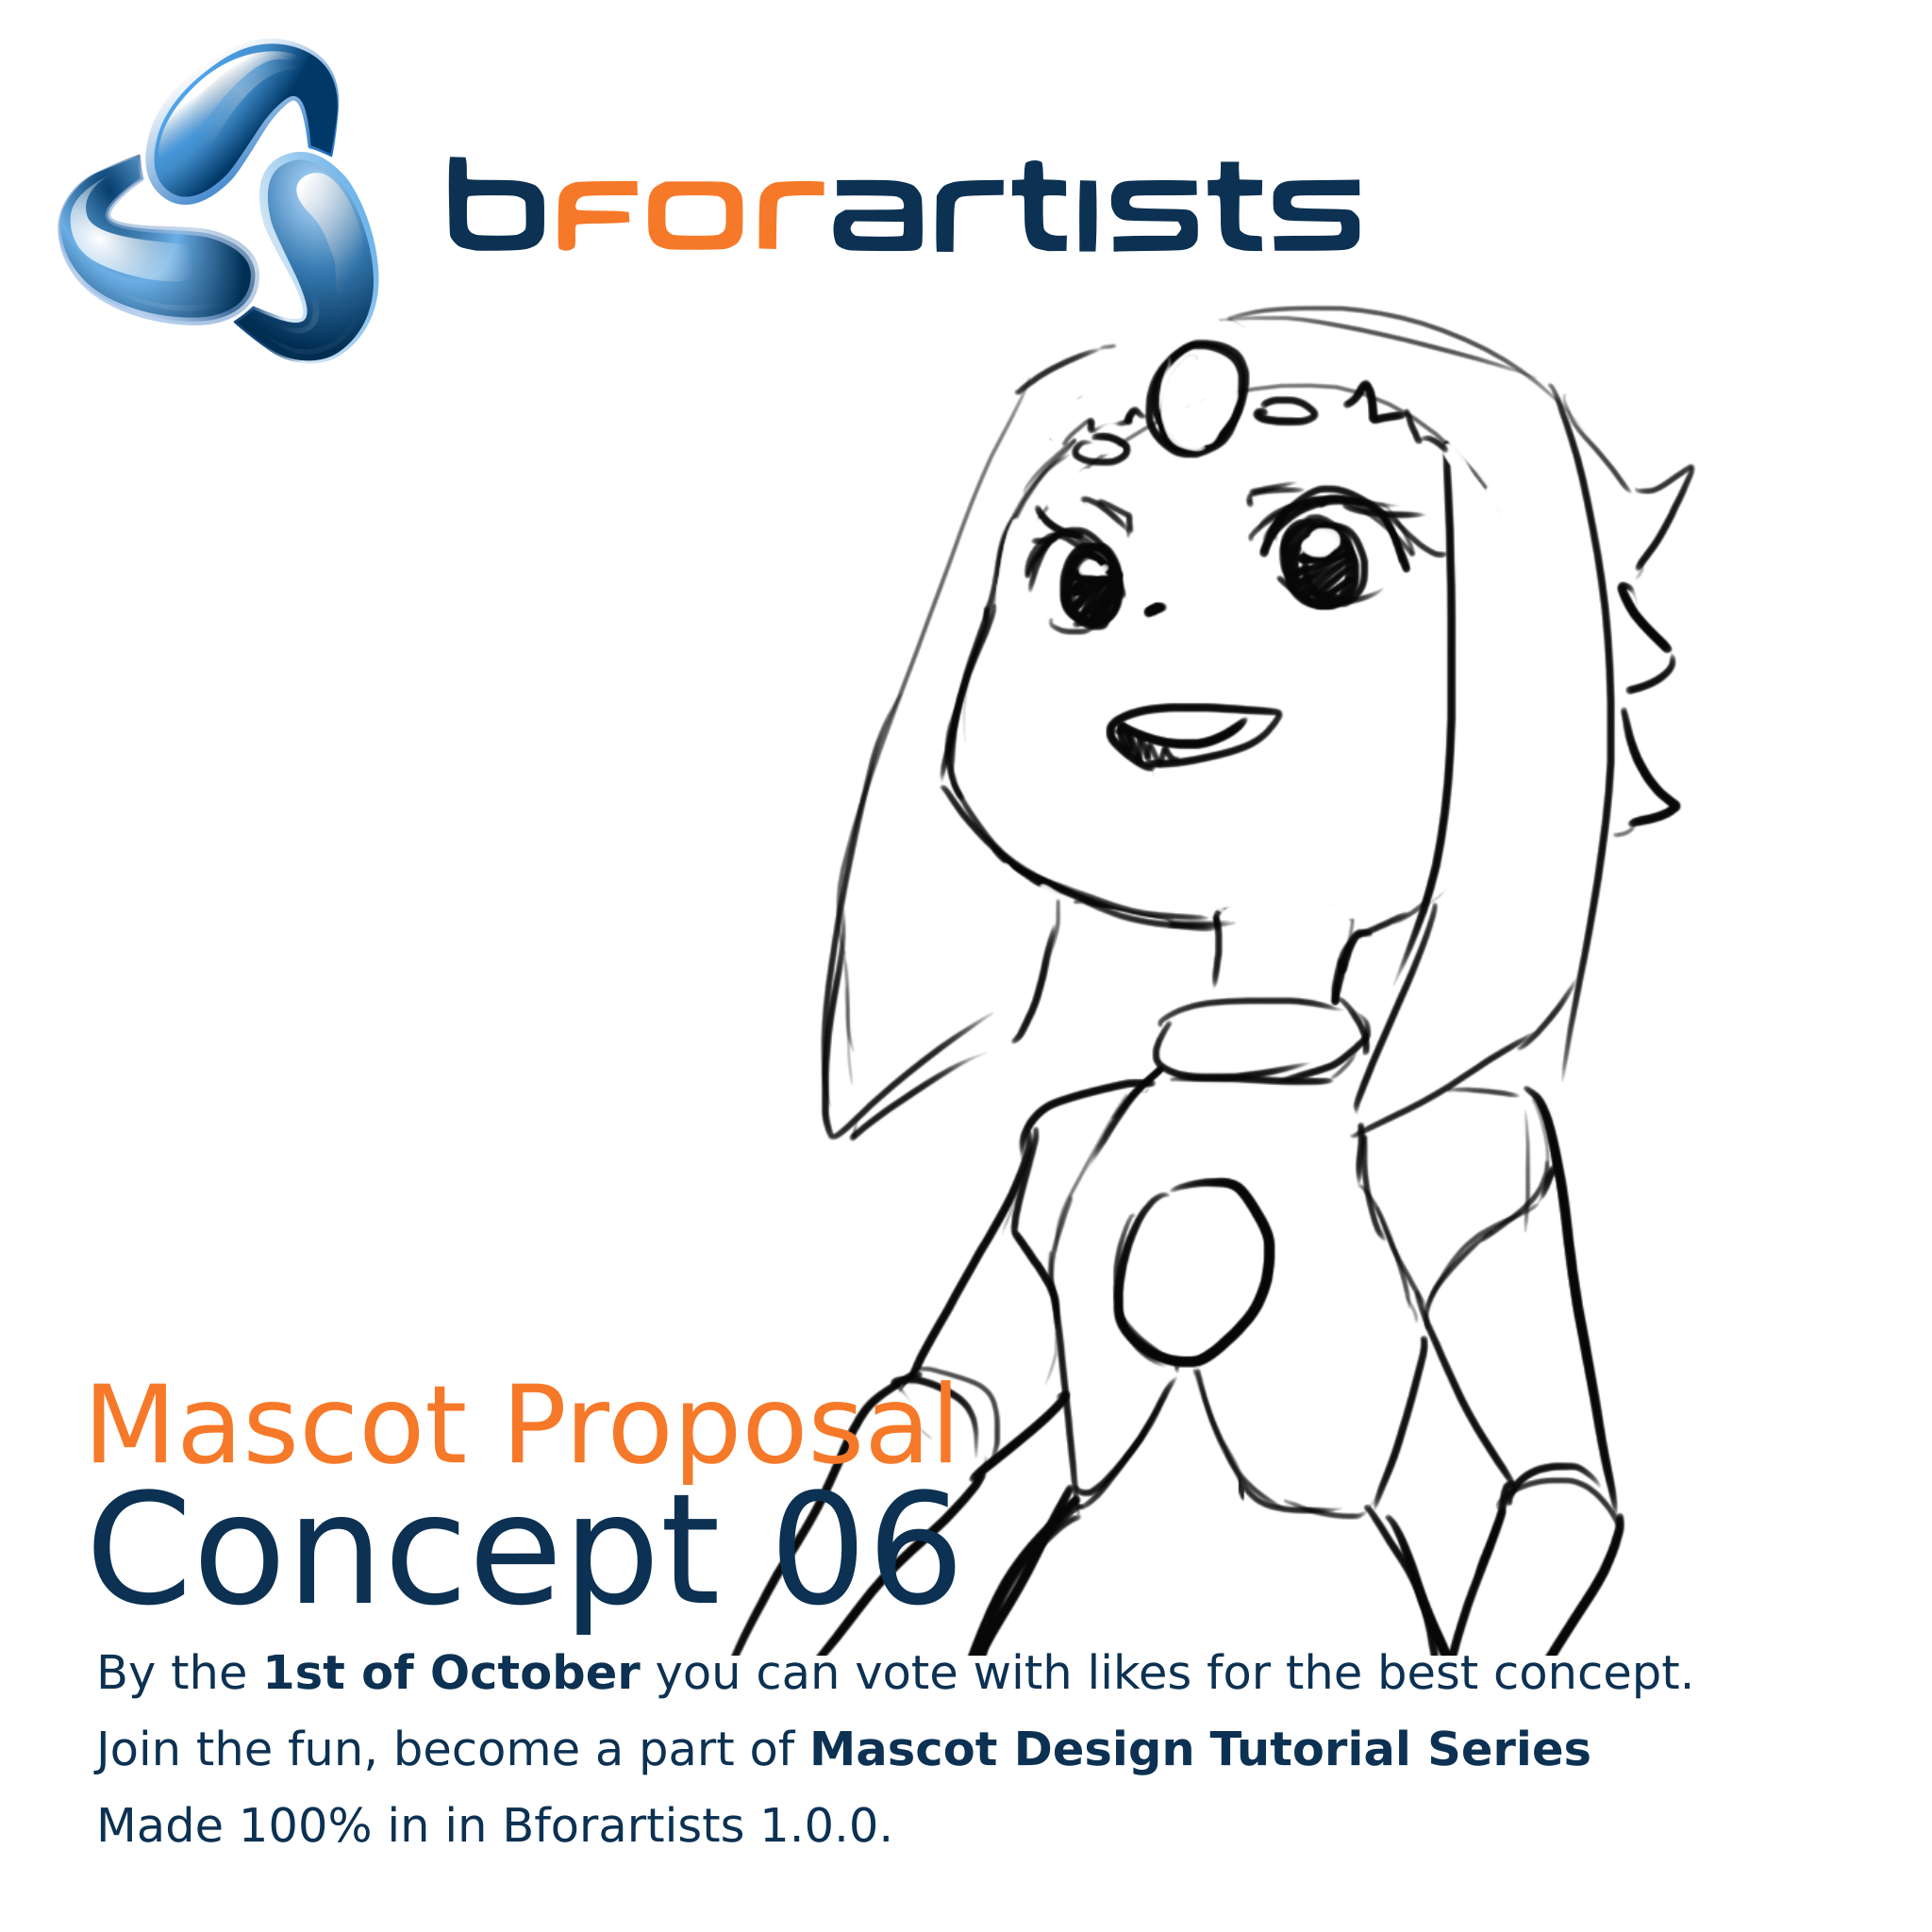 bforartists
Mascot Proposal
Concept 06
By the 1st of October you can vote with likes for the best concept.
Join the fun, become a part of Mascot Design Tutorial Series
Made 100% in in Bforartists 1.0.0.